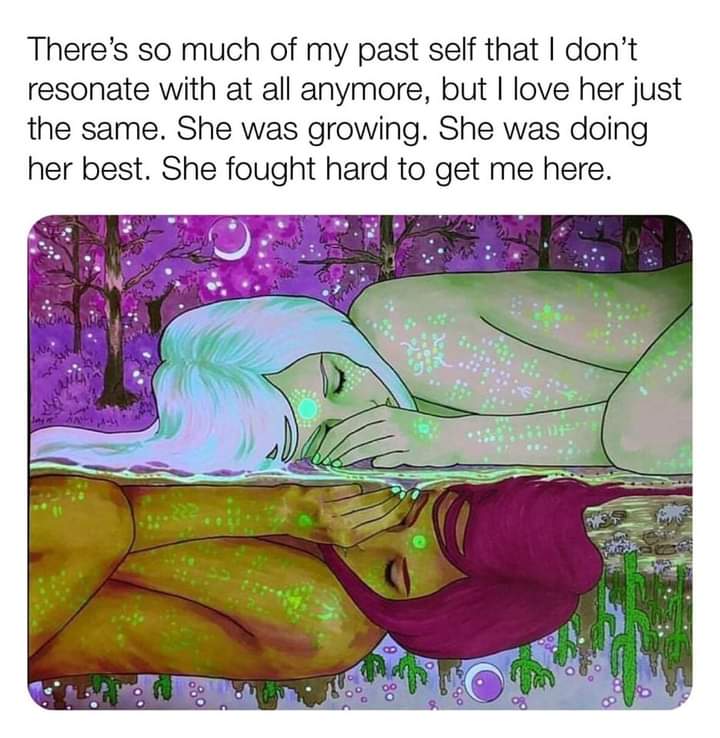 There’s so much of my past self that I don’t
resonate with at all anymore, but I love her just
the same. She was growing. She was doing
her best. She fought hard to get me here.